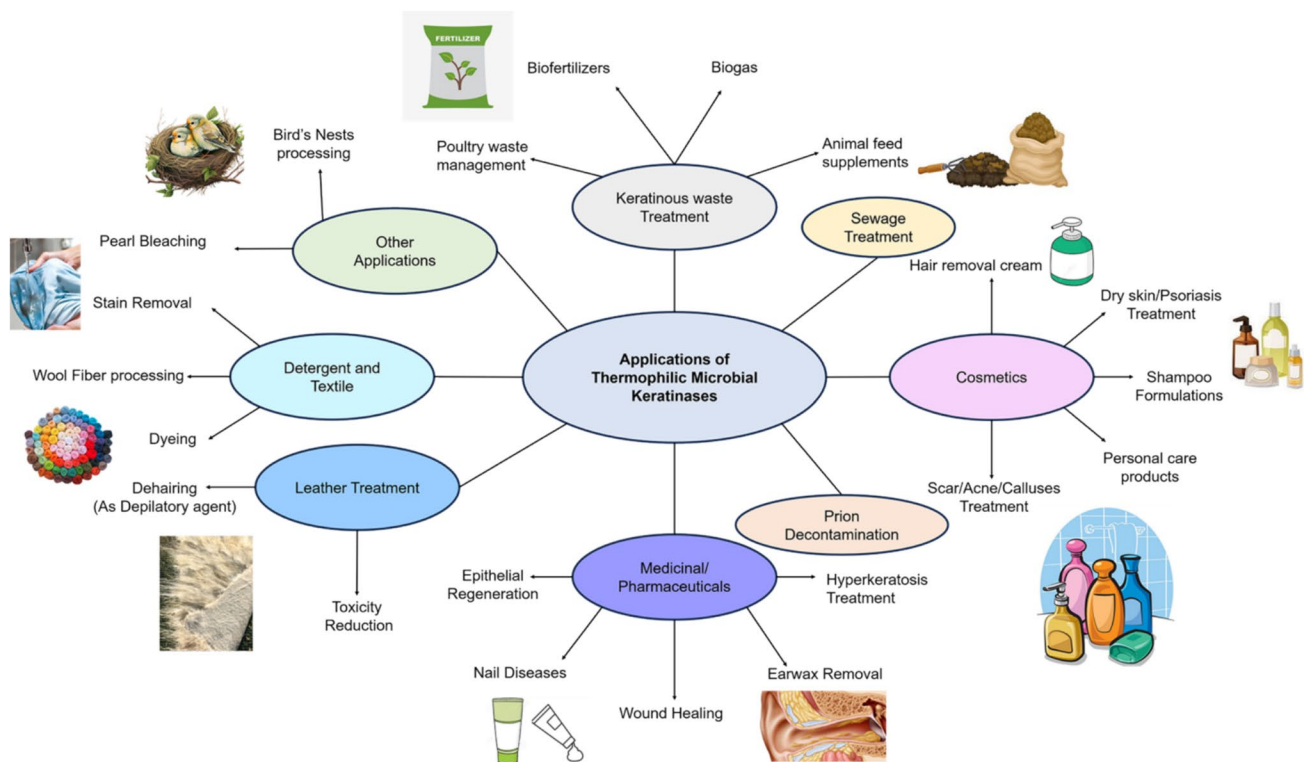 FERTILIZER
Biofertilizers
Biogas
Bird's Nests
processing
Poultry waste
management
Animal feed
supplements
Keratinous waste
Treatment
Sewage
Treatment
Other
Applications
Pearl Bleaching
Hair removal cream
Stain Removal
Dry skin/Psoriasis
Treatment
Applications of
Thermophilic Microbial
Keratinases
Detergent and
Textile
Wool Fiber processing
Cosmetics
Shampoo
Formulations
Dyeing
Personal care
products
Leather Treatment
Dehairing
(As Depilatory agent)
Scar/Acne/Calluses
Treatment
Prion
Decontamination
Medicinal/
Pharmaceuticals
Epithelial
Regeneration
Hyperkeratosis
Treatment
Toxicity
Reduction
Nail Diseases
Earwax Removal
Wound Healing